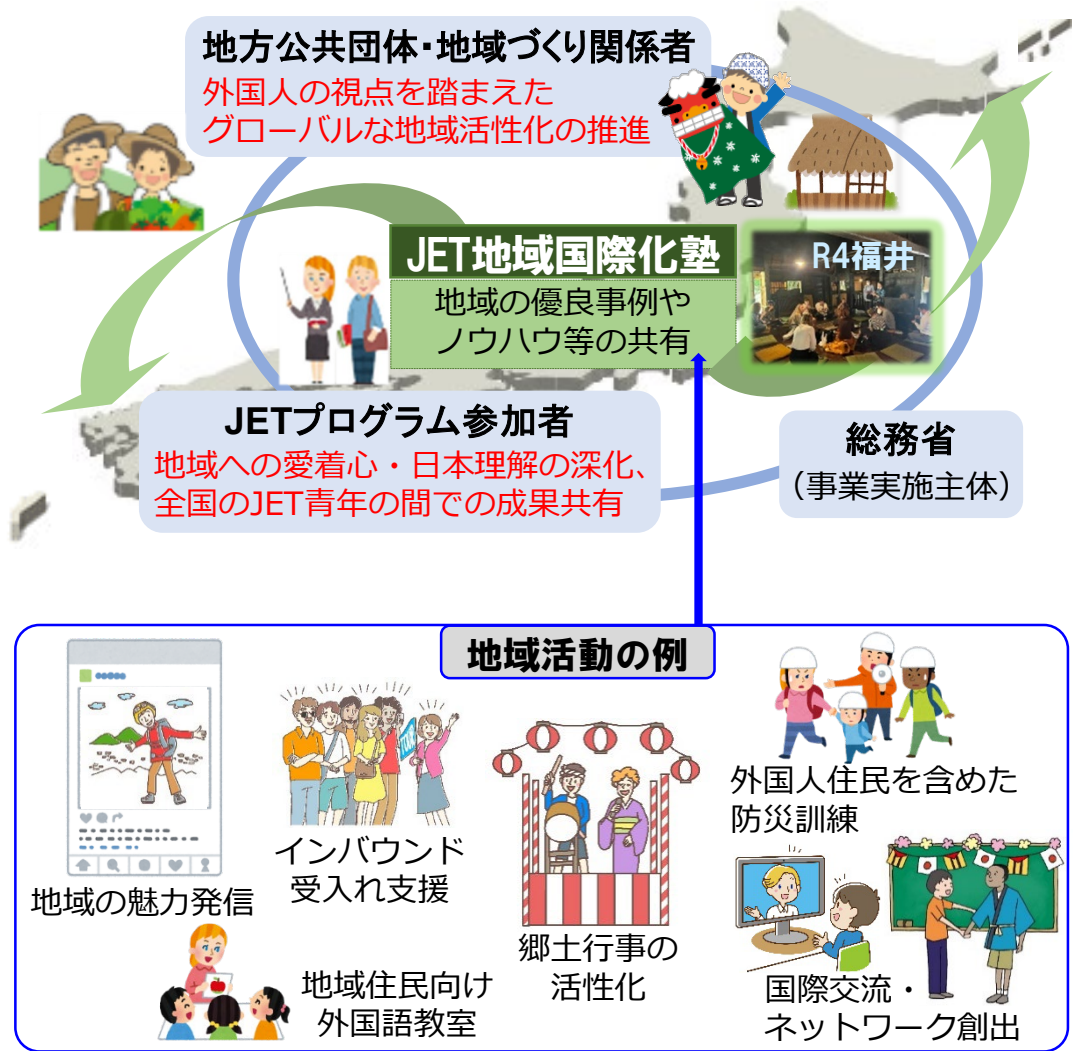 地方公共団体・地域づくり関係者
外国人の視点を踏まえた
グローバルな地域活性化の推進
JET地域国際化塾
地域の優良事例や
ノウハウ等の共有
R4福井
JETプログラム参加者
地域への愛着心・日本理解の深化、
全国のJET青年の間での成果共有
総務省
（事業実施主体）
地域活動の例
地域の魅力発信
インバウンド
受入れ支援
郷土行事の
活性化
外国人住民を含めた
防災訓練
地域住民向け
外国語教室
国際交流・
ネットワーク創出